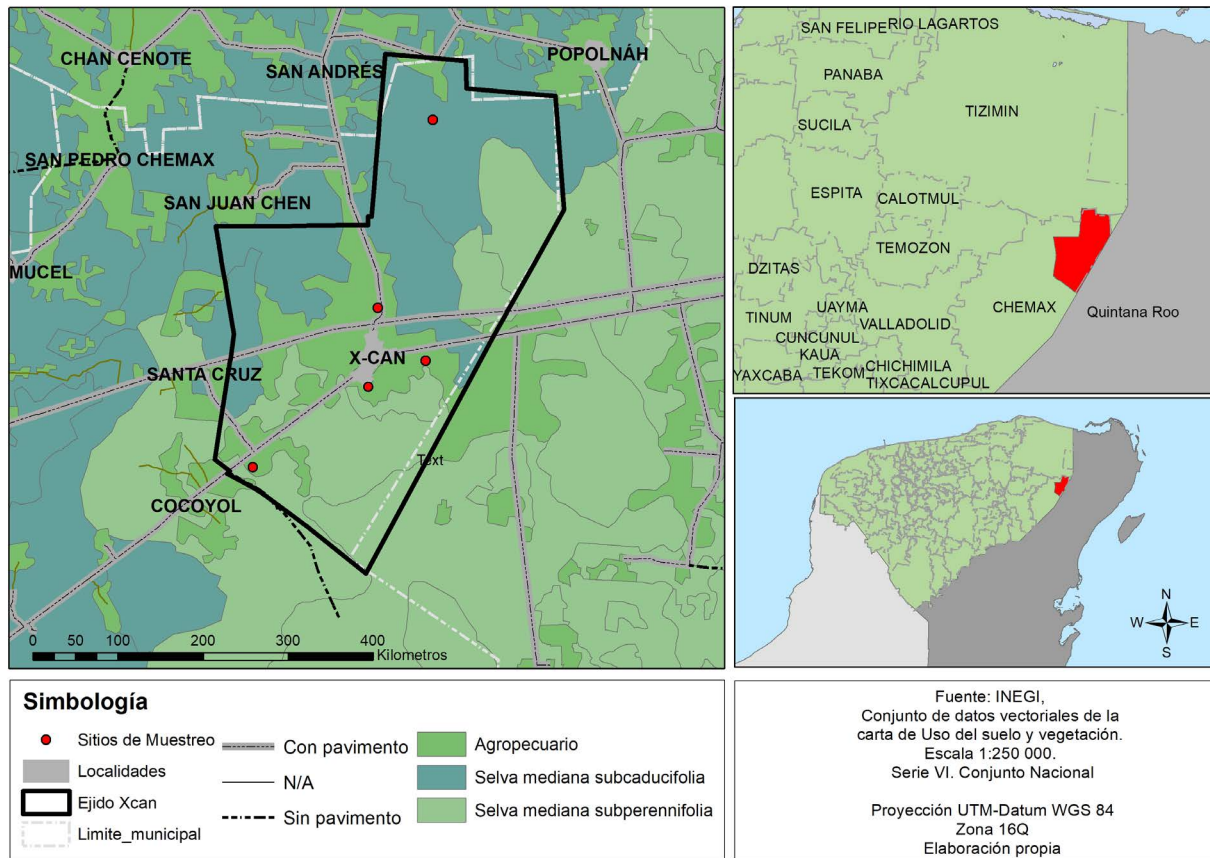 CHAN CENOTE
SAN ANDRÉS
POPOLNÁH
SAN PEDRO CHEMAX
SAN JUAN CHEN
MUCEL
X-CAN
SANTA CRUZ
Text
COCOYOL
0 50 100 200 300 400
Kilometros
SAN FELIPE
RIO LAGARTOS
PANABA
TIZIMIN
SUCILA
ESPITA
CALOTMUL
TEMOZON
DZITAS
UAYMA
CHEMAX
Quintana Roo
TINUM
VALLADOLID
CUNCUNUL
KAUA
YAXCABA
TEKOM
CHICHIMILA
TIXCACALCUPUL
N
W
E
S
Simbología
Sitios de Muestreo
Localidades
Ejido Xcan
Limite_municipal
Con pavimento
N/A
Sin pavimento
Agropecuario
Selva mediana subcaducifolia
Selva mediana subperennifolia
Fuente: INEGI,
Conjunto de datos vectoriales de la
carta de Uso del suelo y vegetación.
Escala 1:250 000.
Serie VI. Conjunto Nacional
Proyección UTM-Datum WGS 84
Zona 16Q
Elaboración propia